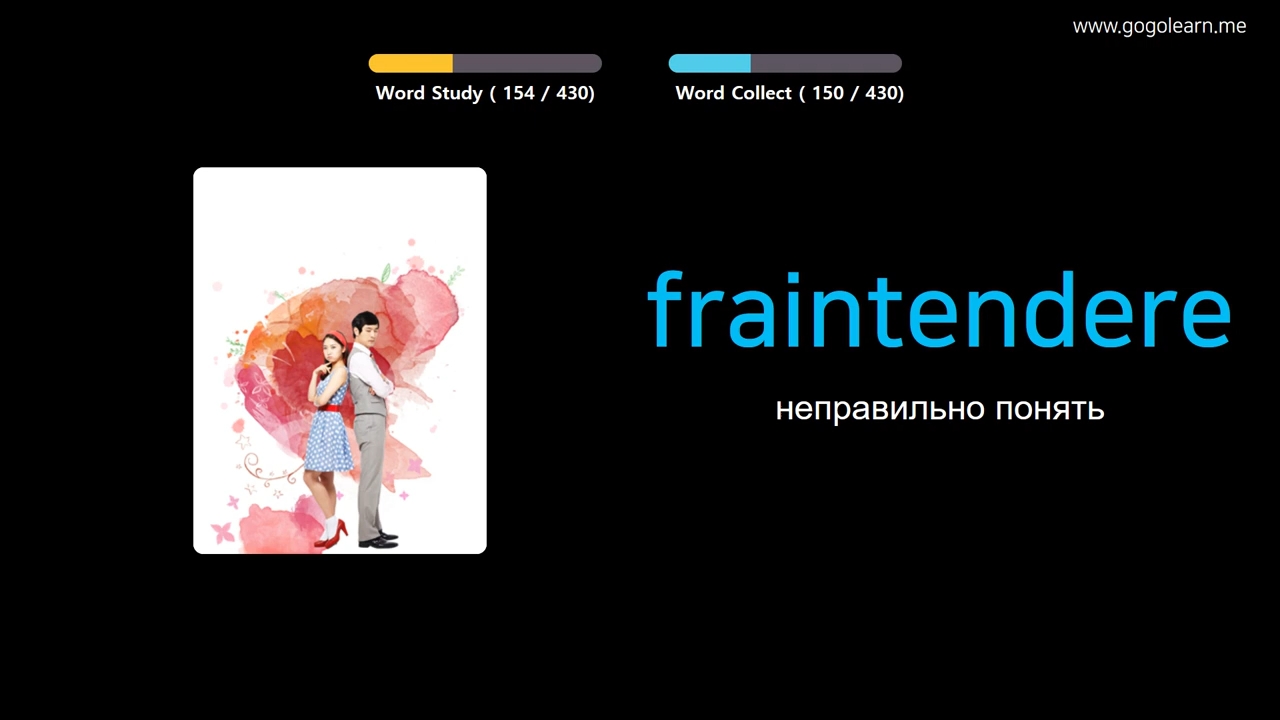 www.gogolearn.me
Word Study ( 154 / 430)
Word Collect ( 150 / 430)
fraintendere
неправильно понять